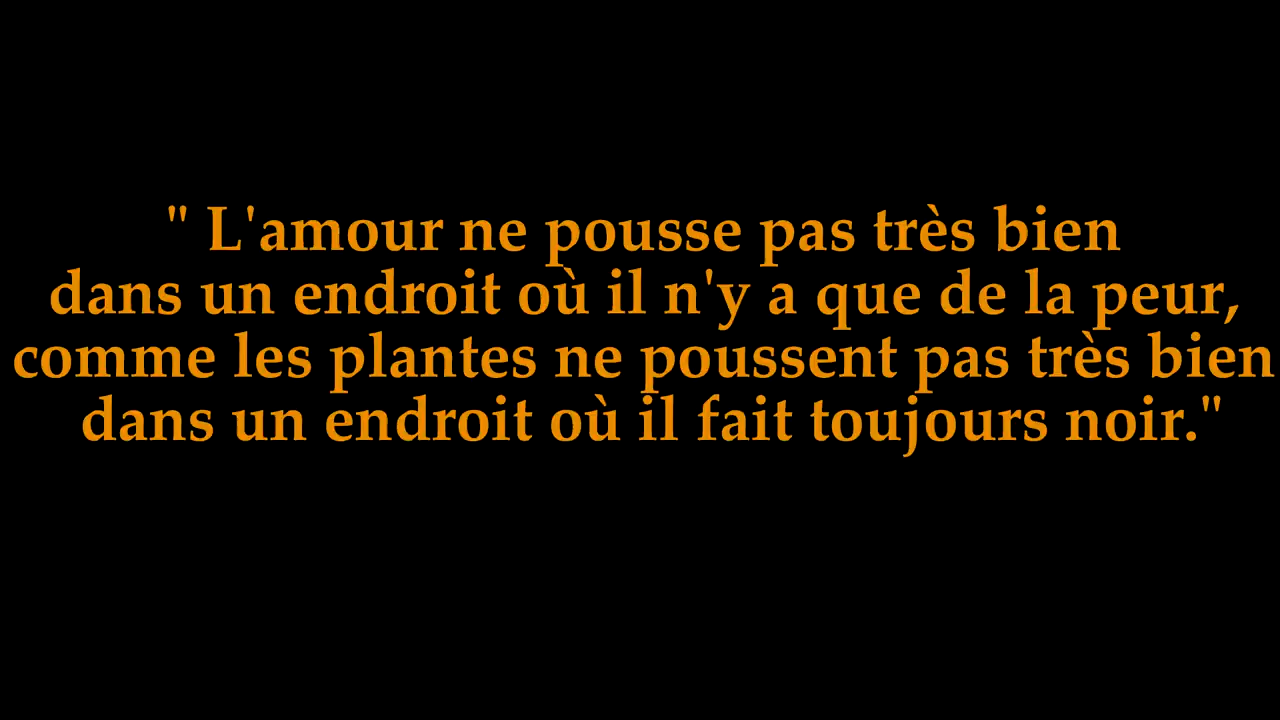 " L'amour ne pousse pas très bien
dans un endroit où il n'y a que de la peur,
comme les plantes ne poussent pas très bien
dans un endroit où il fait toujours noir."